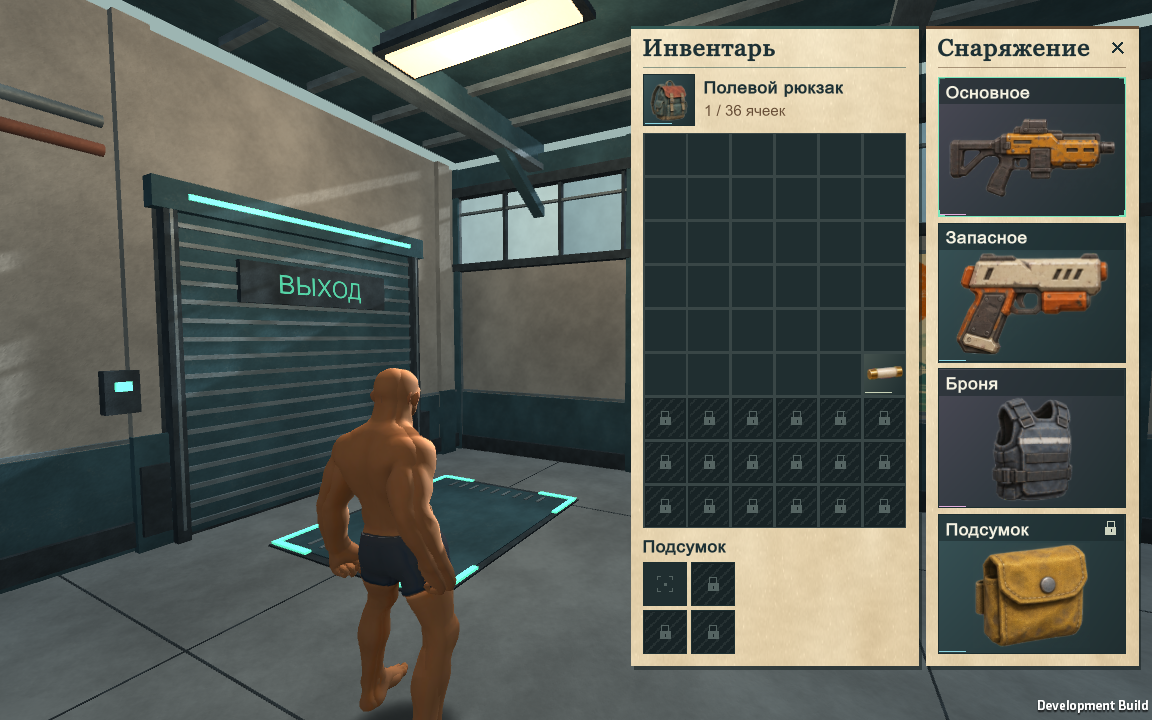 ВЫХОД
Инвентарь
Полевой рюкзак
1 / 36 ячеек
Подсумок
Снаряжение
Основное
Запасное
Броня
Подсумок
Development Build